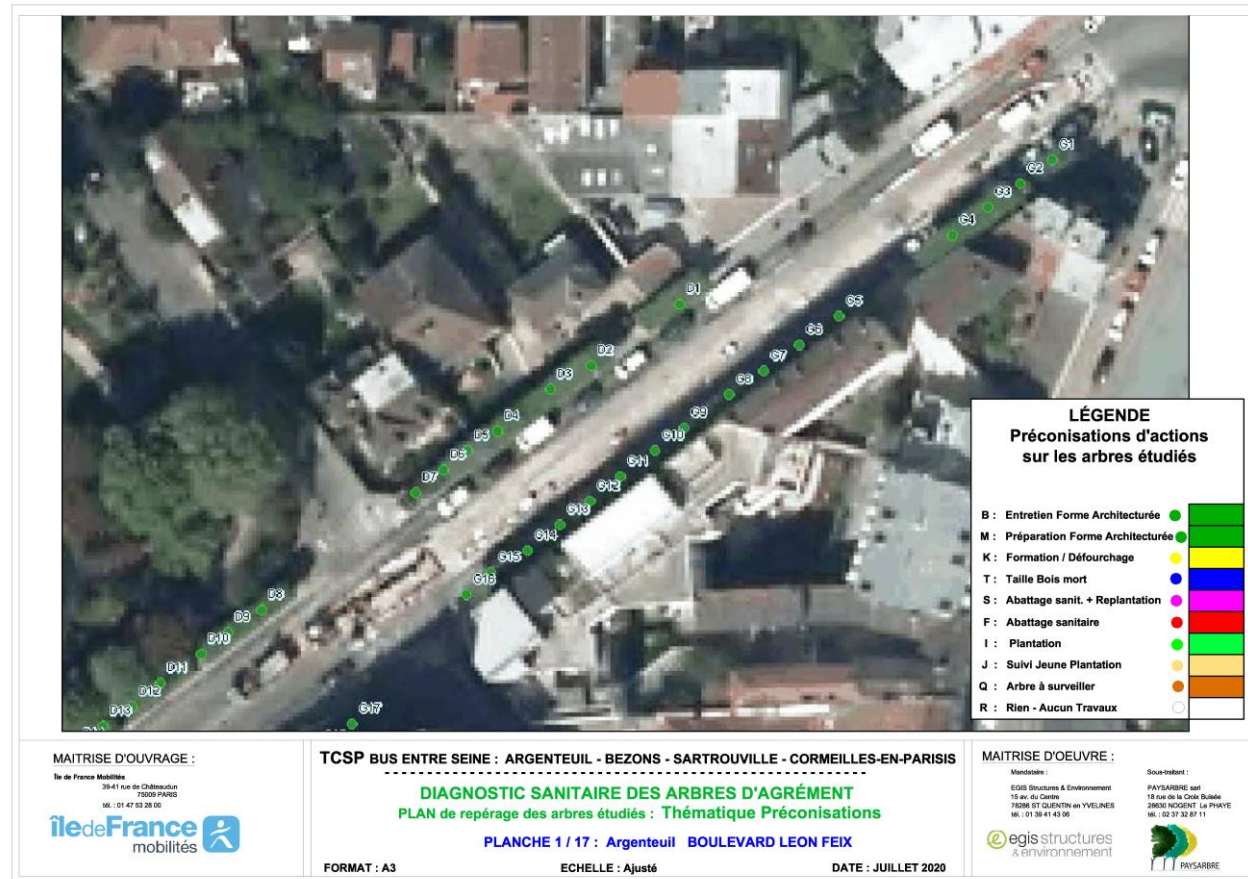 G1
G2
G3
G4
D1
G5
G6
D2
G7
D3
G8
D4
G9
D5
G10
D6
G11
D7
G12
G13
G14
G15
G16
D8
D9
D10
D11
D12
D13
G17
LÉGENDE
Préconisations d'actions
sur les arbres étudiés
B : Entretien Forme Architecturée
M : Préparation Forme Architecturée
K : Formation / Défourchage
T : Taille Bois mort
S : Abattage sanit. + Replantation
F : Abattage sanitaire
I : Plantation
J : Suivi Jeune Plantation
Q : Arbre à surveiller
R : Rien - Aucun Travaux
MAITRISE D'OUVRAGE :
Île de France Mobilités
39-41 rue de Châteaudun
75009 PARIS
tél. : 01 47 53 28 00
îledeFrance
mobilités
TCSP BUS ENTRE SEINE : ARGENTEUIL - BEZONS - SARTROUVILLE - CORMEILLES-EN-PARISIS
DIAGNOSTIC SANITAIRE DES ARBRES D'AGRÉMENT
PLAN de repérage des arbres étudiés : Thématique Préconisations
PLANCHE 1 / 17 : Argenteuil BOULEVARD LEON FEIX
FORMAT : A3 ECHELLE : Ajusté DATE : JUILLET 2020
MAITRISE D'OEUVRE :
Mandataire :
EGIS Structures & Environnement
15 av. du Centre
78286 ST QUENTIN en YVELINES
tél. : 01 39 41 43 06
egis structures
& environnement
Sous-traitant :
PAYSARBRE sarl
18 rue de la Croix Buisée
28630 NOGENT Le PHAYE
tél. : 02 37 32 87 11
PAYSARBRE